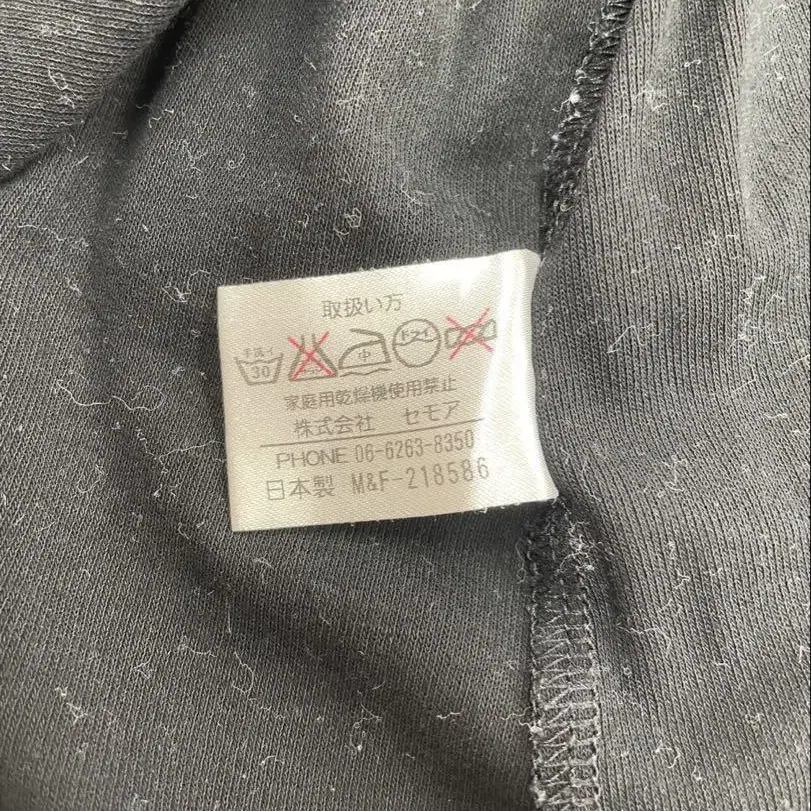 取扱い方
手洗イ 30 中 ドライ
家庭用乾燥機使用禁止
株式会社 セモア
PHONE 06-6263-8350
日本製 M&F-218586